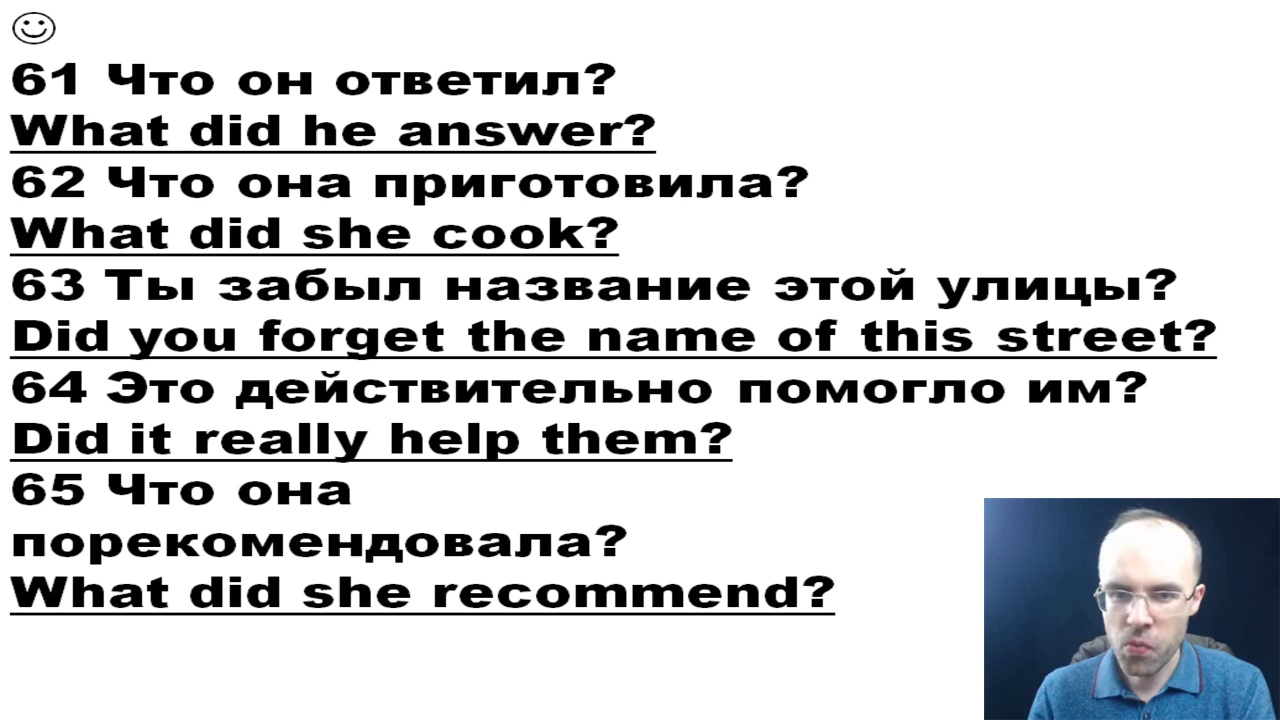 61 Что он ответил?
What did he answer?
62 Что она приготовила?
What did she cook?
63 Ты забыл название этой улицы?
Did you forget the name of this street?
64 Это действительно помогло им?
Did it really help them?
65 Что она
порекомендовала?
What did she recommend?